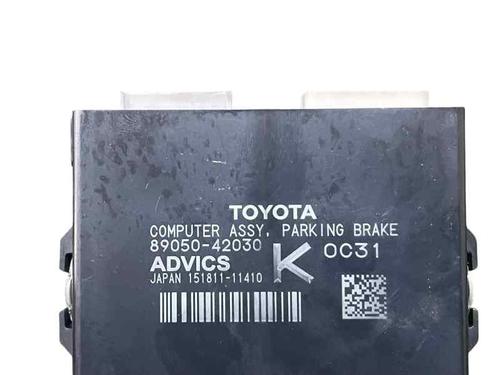 TOYOTA
COMPUTER ASSY, PARKING BRAKE
89050-42030
ADVICS K 0C31
JAPAN 151811-11410